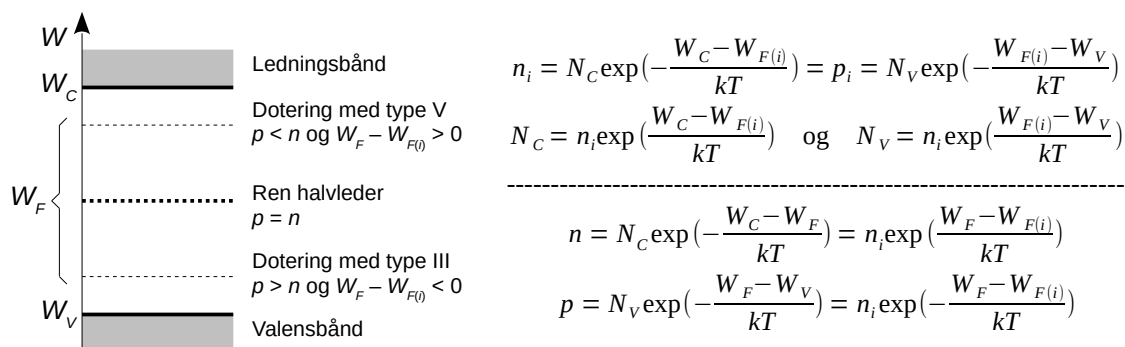 W
Ledningsbånd
W_C
Dotering med type V
p < n og W_F – W_F(i) > 0
W_F
Ren halvleder
p = n
Dotering med type III
p > n og W_F – W_F(i) < 0
W_V
Valensbånd
n_i = N_C exp(−(W_C−W_F(i))/kT) = p_i = N_V exp(−(W_F(i)−W_V)/kT)
N_C = n_i exp((W_C−W_F(i))/kT) og N_V = n_i exp((W_F(i)−W_V)/kT)
n = N_C exp(−(W_C−W_F)/kT) = n_i exp((W_F−W_F(i))/kT)
p = N_V exp(−(W_F−W_V)/kT) = n_i exp(−(W_F−W_F(i))/kT)